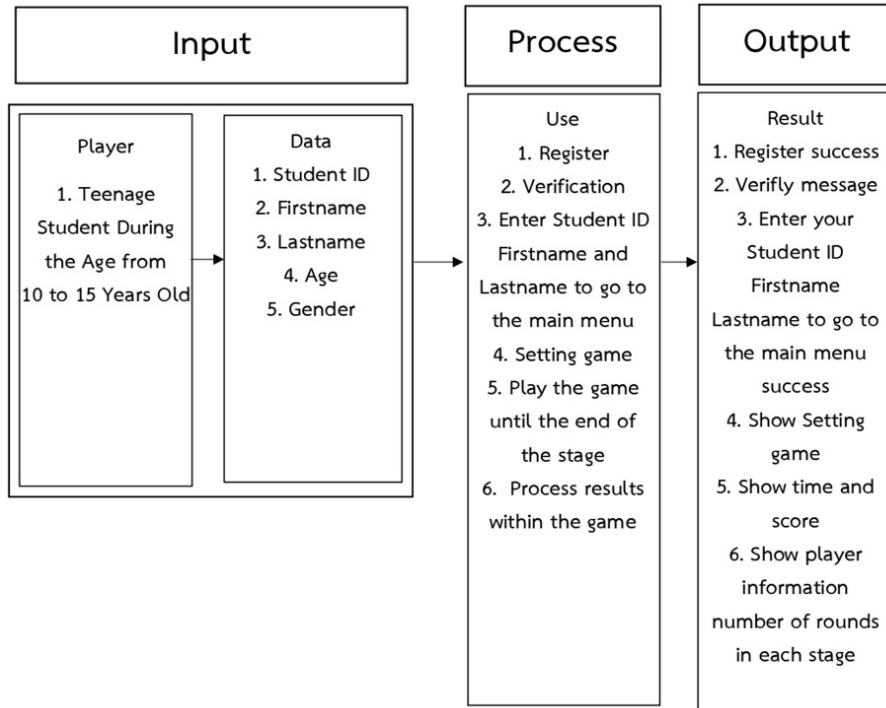 Input
Process
Output
Player
1. Teenage
Student During
the Age from
10 to 15 Years Old
Data
1. Student ID
2. Firstname
3. Lastname
4. Age
5. Gender
Use
1. Register
2. Verification
3. Enter Student ID
Firstname and
Lastname to go to
the main menu
4. Setting game
5. Play the game
until the end of
the stage
6. Process results
within the game
Result
1. Register success
2. Verifly message
3. Enter your
Student ID
Firstname
Lastname to go to
the main menu
success
4. Show Setting
game
5. Show time and
score
6. Show player
information
number of rounds
in each stage